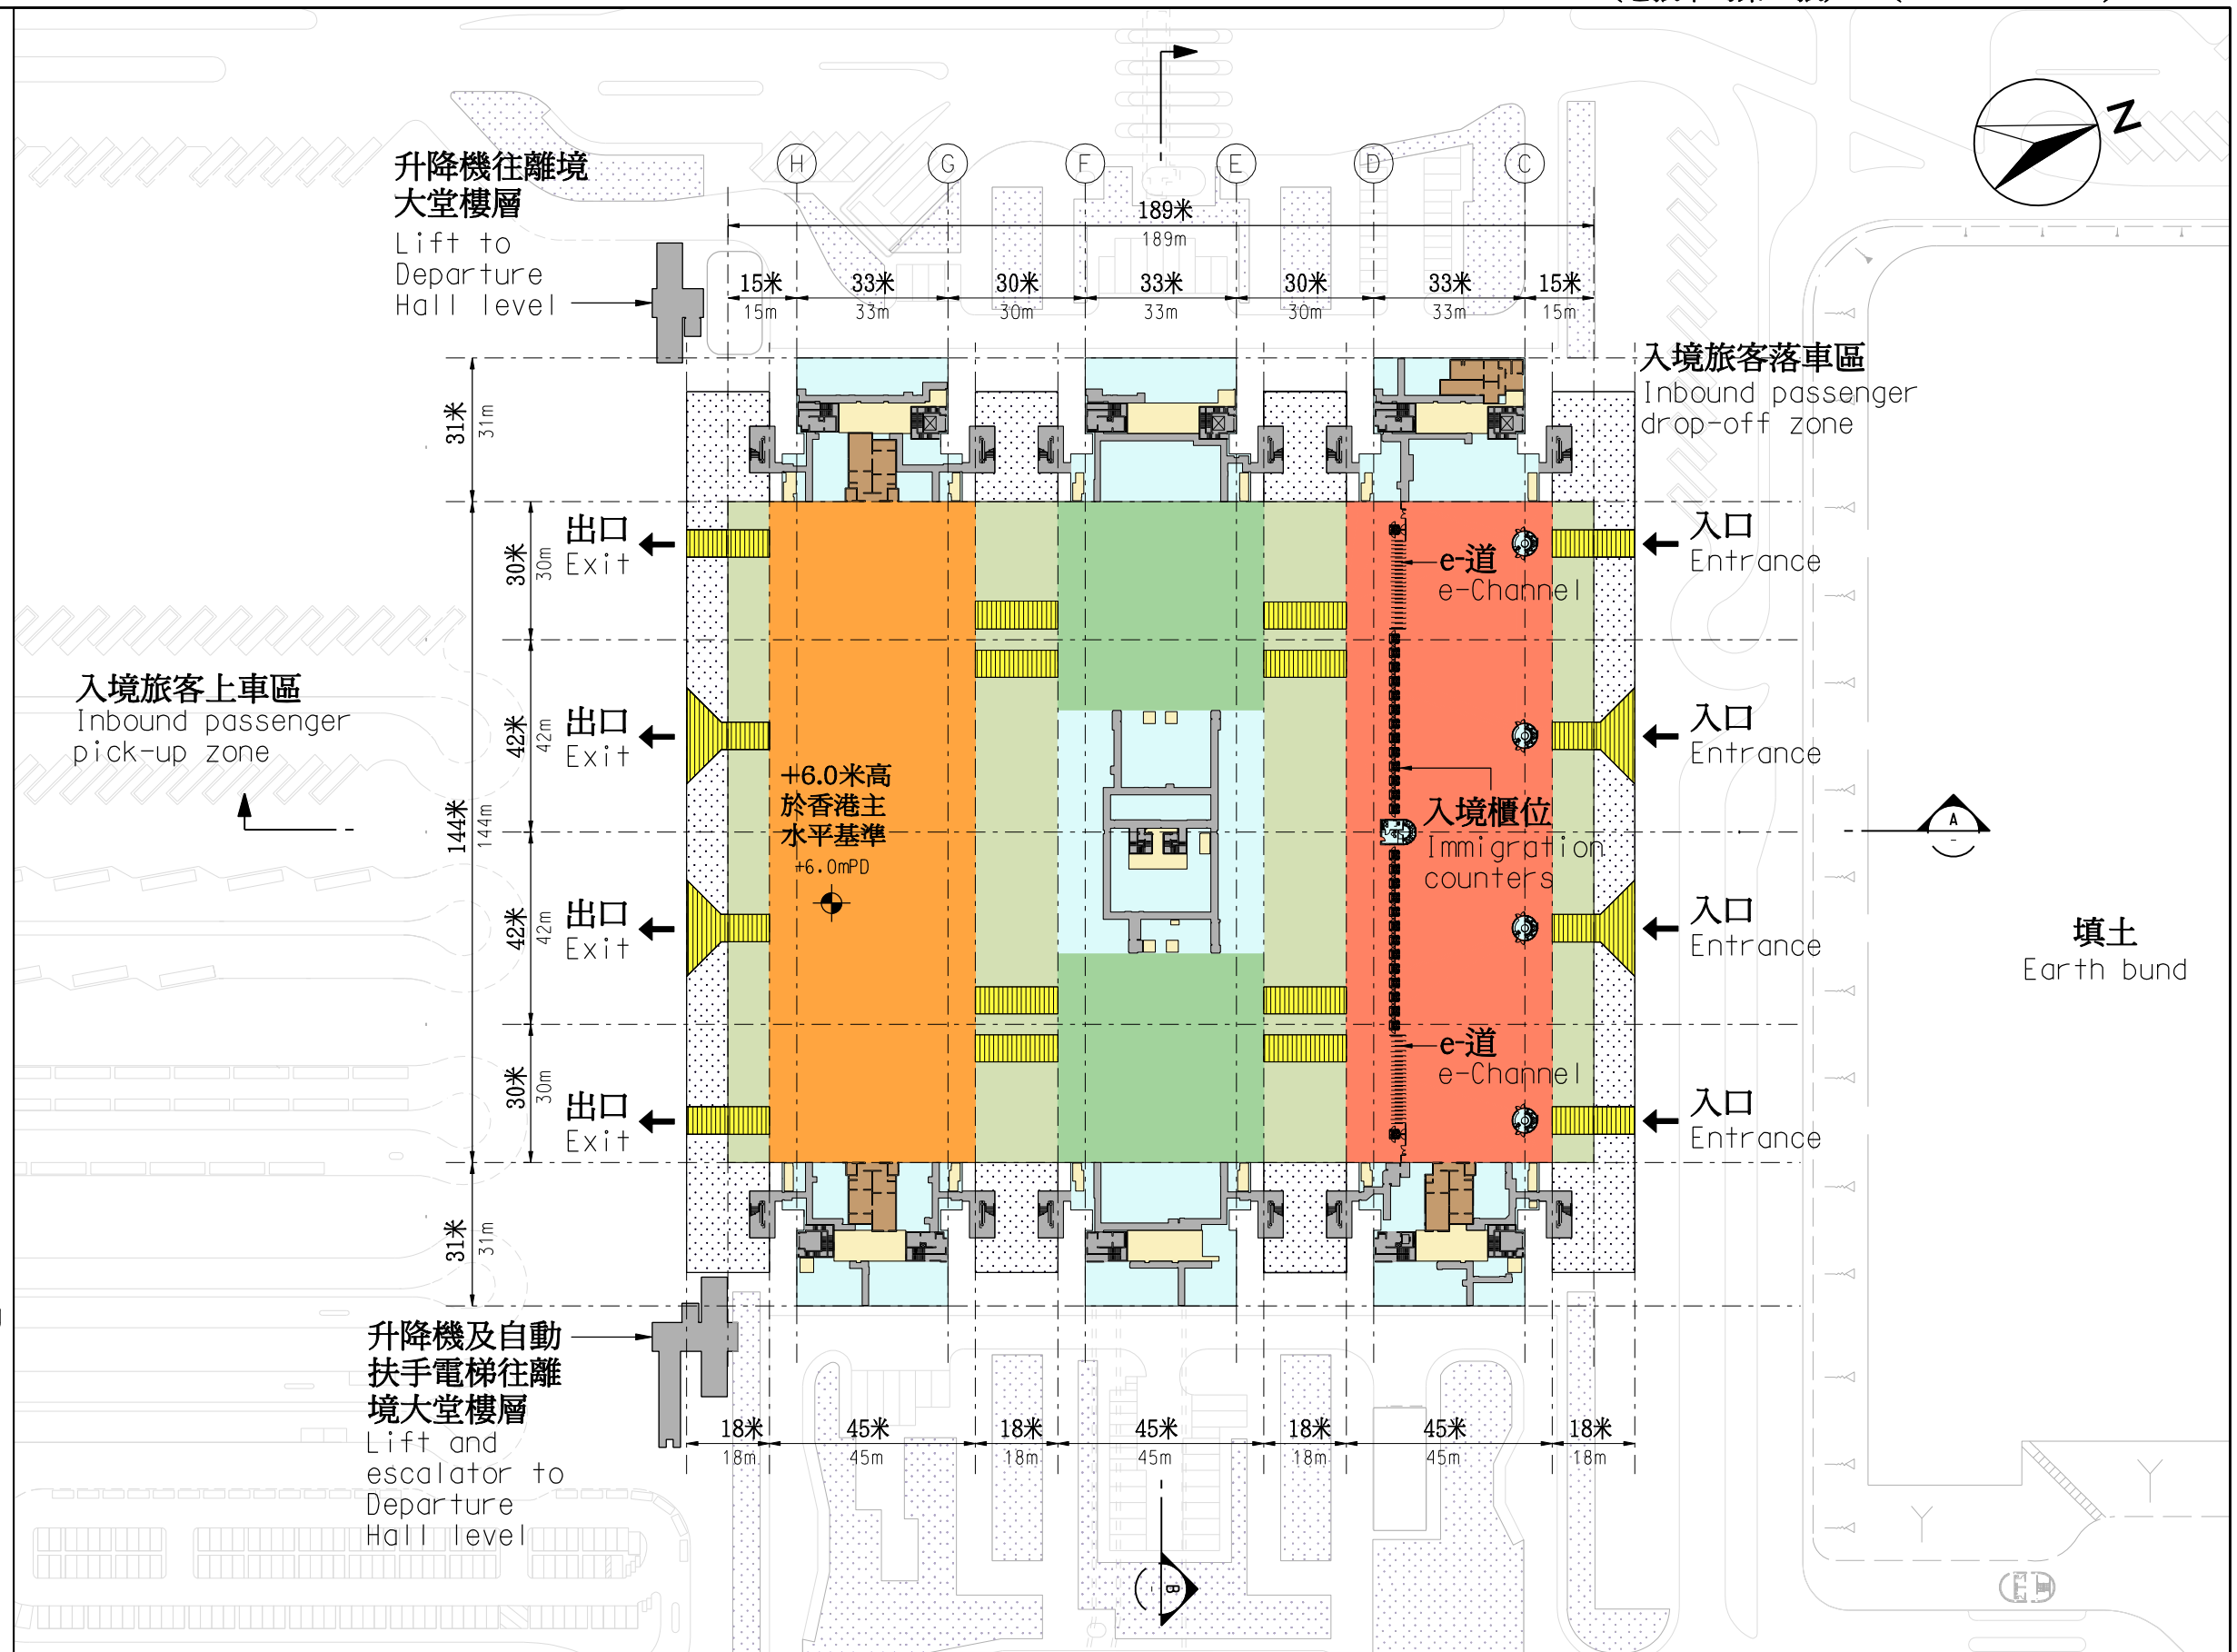 N
升降機往離境
大堂樓層
Lift to
Departure
Hall level
H
G
F
E
D
C
189米
189m
15米
33米
30米
33米
30米
33米
15米
15m
33m
30m
33m
30m
33m
15m
入境旅客落車區
Inbound passenger
drop-off zone
31米
31m
30米
30m
出口
Exit
e-道
e-Channel
入口
Entrance
入境旅客上車區
Inbound passenger
pick-up zone
42米
42m
出口
Exit
入口
Entrance
144米
144m
+6.0米高
於香港主
水平基準
+6.0mPD
入境櫃位
Immigration
counters
A
-
42米
42m
出口
Exit
入口
Entrance
填土
Earth bund
30米
30m
出口
Exit
e-道
e-Channel
入口
Entrance
31米
31m
升降機及自動
扶手電梯往離
境大堂樓層
Lift and
escalator to
Departure
Hall level
18米
45米
18米
45米
18米
45米
18米
18m
45m
18m
45m
18m
45m
18m
B
-